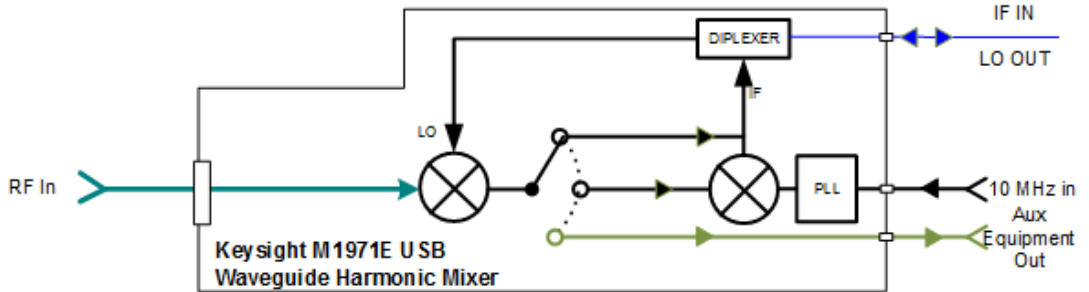 IF IN
DIPLEXER
LO OUT
IF
LO
RF In
PLL
10 MHz in
Aux
Equipment
Out
Keysight M1971E USB
Waveguide Harmonic Mixer